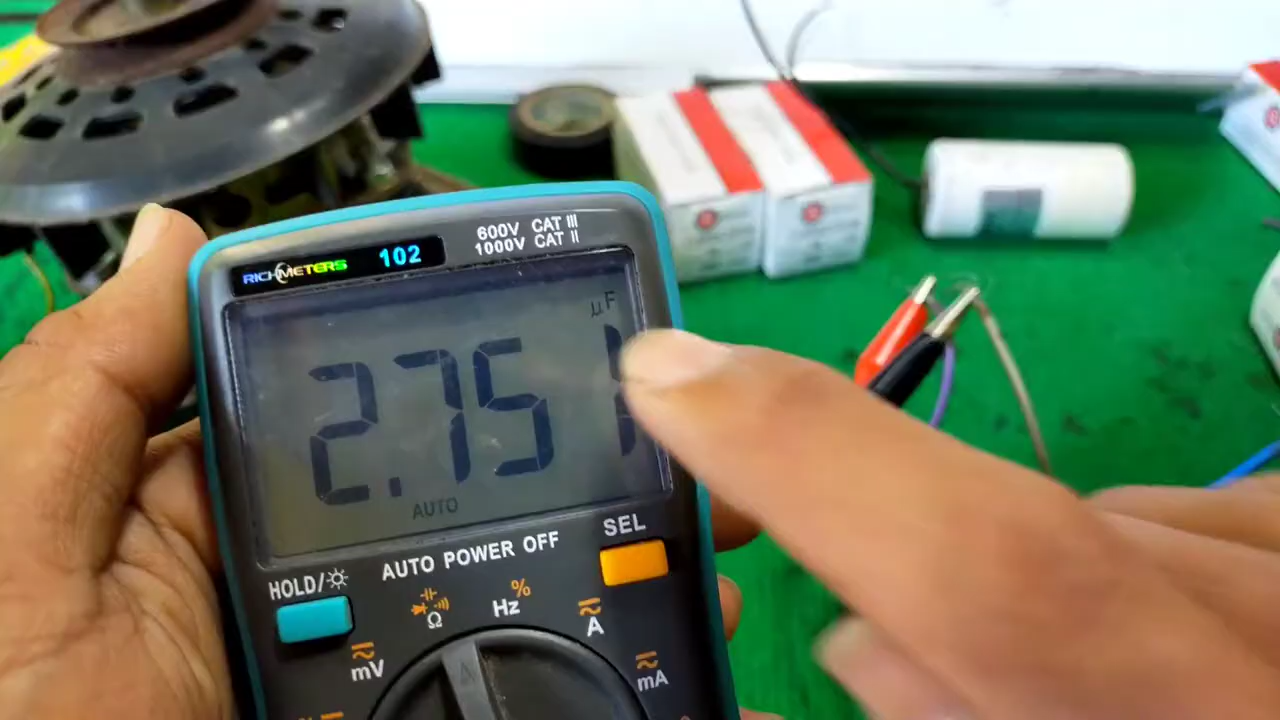 600V CAT III
1000V CAT II
RICHMETERS 102
µF
2.751
AUTO
SEL
AUTO POWER OFF
HOLD/
Hz %
Ω
A
mV
mA